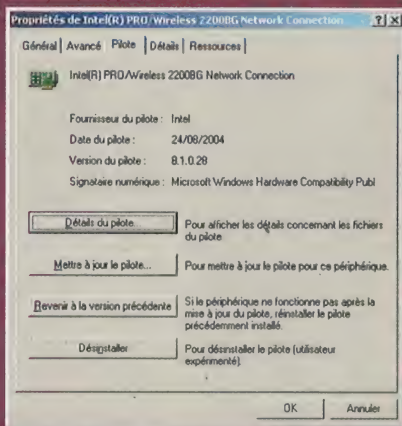 Propriétés de Intel(R) PRO/Wireless 2200BG Network Connection
Général Avancé Pilote Détails Ressources
Intel(R) PRO/Wireless 2200BG Network Connection
Fournisseur du pilote : Intel
Date du pilote : 24/08/2004
Version du pilote : 8.1.0.28
Signataire numérique : Microsoft Windows Hardware Compatibility Publ
Détails du pilote...
Pour afficher les détails concernant les fichiers
du pilote.
Mettre à jour le pilote...
Pour mettre à jour le pilote pour ce périphérique.
Revenir à la version précédente
Si le périphérique ne fonctionne pas après la
mise à jour du pilote, réinstaller le pilote
précédemment installé.
Désinstaller
Pour désinstaller le pilote (utilisateur
expérimenté).
OK Annuler